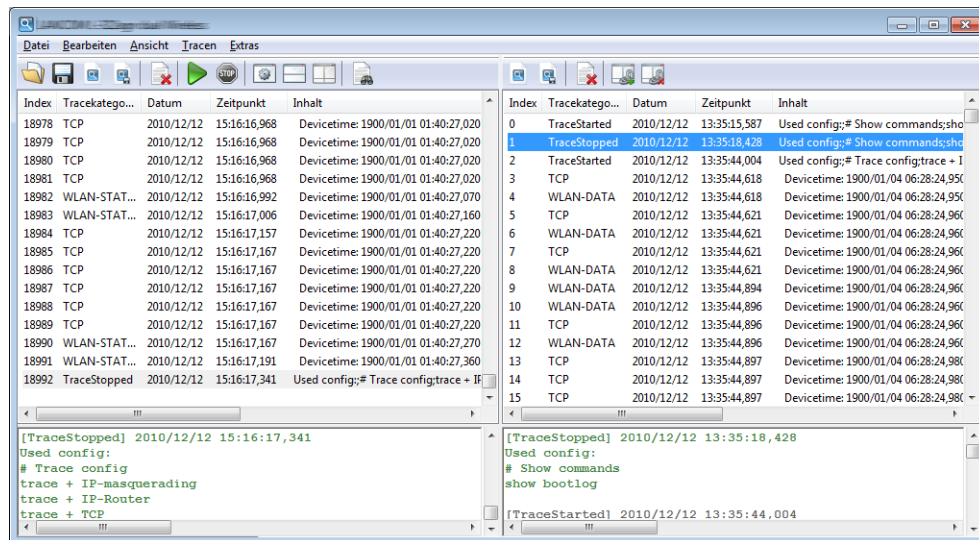 Datei Bearbeiten Ansicht Tracen Extras
STOP
Index Tracekatego... Datum Zeitpunkt Inhalt
18978 TCP 2010/12/12 15:16:16,968 Devicetime: 1900/01/01 01:40:27,020
18979 TCP 2010/12/12 15:16:16,968 Devicetime: 1900/01/01 01:40:27,020
18980 TCP 2010/12/12 15:16:16,968 Devicetime: 1900/01/01 01:40:27,020
18981 TCP 2010/12/12 15:16:16,968 Devicetime: 1900/01/01 01:40:27,020
18982 WLAN-STAT... 2010/12/12 15:16:16,992 Devicetime: 1900/01/01 01:40:27,070
18983 WLAN-STAT... 2010/12/12 15:16:17,006 Devicetime: 1900/01/01 01:40:27,160
18984 TCP 2010/12/12 15:16:17,157 Devicetime: 1900/01/01 01:40:27,220
18985 TCP 2010/12/12 15:16:17,167 Devicetime: 1900/01/01 01:40:27,220
18986 TCP 2010/12/12 15:16:17,167 Devicetime: 1900/01/01 01:40:27,220
18987 TCP 2010/12/12 15:16:17,167 Devicetime: 1900/01/01 01:40:27,220
18988 TCP 2010/12/12 15:16:17,167 Devicetime: 1900/01/01 01:40:27,220
18989 TCP 2010/12/12 15:16:17,167 Devicetime: 1900/01/01 01:40:27,220
18990 WLAN-STAT... 2010/12/12 15:16:17,167 Devicetime: 1900/01/01 01:40:27,270
18991 WLAN-STAT... 2010/12/12 15:16:17,191 Devicetime: 1900/01/01 01:40:27,360
18992 TraceStopped 2010/12/12 15:16:17,341 Used config:;# Trace config;trace + IP
[TraceStopped] 2010/12/12 15:16:17,341
Used config:
# Trace config
trace + IP-masquerading
trace + IP-Router
trace + TCP
Index Tracekatego... Datum Zeitpunkt Inhalt
0 TraceStarted 2010/12/12 13:35:15,587 Used config:;# Show commands;sho
1 TraceStopped 2010/12/12 13:35:18,428 Used config:;# Show commands;sho
2 TraceStarted 2010/12/12 13:35:44,004 Used config:;# Trace config;trace + I
3 TCP 2010/12/12 13:35:44,618 Devicetime: 1900/01/04 06:28:24,950
4 WLAN-DATA 2010/12/12 13:35:44,618 Devicetime: 1900/01/04 06:28:24,950
5 TCP 2010/12/12 13:35:44,621 Devicetime: 1900/01/04 06:28:24,960
6 WLAN-DATA 2010/12/12 13:35:44,621 Devicetime: 1900/01/04 06:28:24,960
7 TCP 2010/12/12 13:35:44,621 Devicetime: 1900/01/04 06:28:24,960
8 WLAN-DATA 2010/12/12 13:35:44,621 Devicetime: 1900/01/04 06:28:24,960
9 WLAN-DATA 2010/12/12 13:35:44,894 Devicetime: 1900/01/04 06:28:24,960
10 WLAN-DATA 2010/12/12 13:35:44,896 Devicetime: 1900/01/04 06:28:24,960
11 TCP 2010/12/12 13:35:44,896 Devicetime: 1900/01/04 06:28:24,960
12 WLAN-DATA 2010/12/12 13:35:44,896 Devicetime: 1900/01/04 06:28:24,960
13 TCP 2010/12/12 13:35:44,897 Devicetime: 1900/01/04 06:28:24,980
14 TCP 2010/12/12 13:35:44,897 Devicetime: 1900/01/04 06:28:24,980
15 TCP 2010/12/12 13:35:44,897 Devicetime: 1900/01/04 06:28:24,980
[TraceStopped] 2010/12/12 13:35:18,428
Used config:
# Show commands
show bootlog
[TraceStarted] 2010/12/12 13:35:44,004